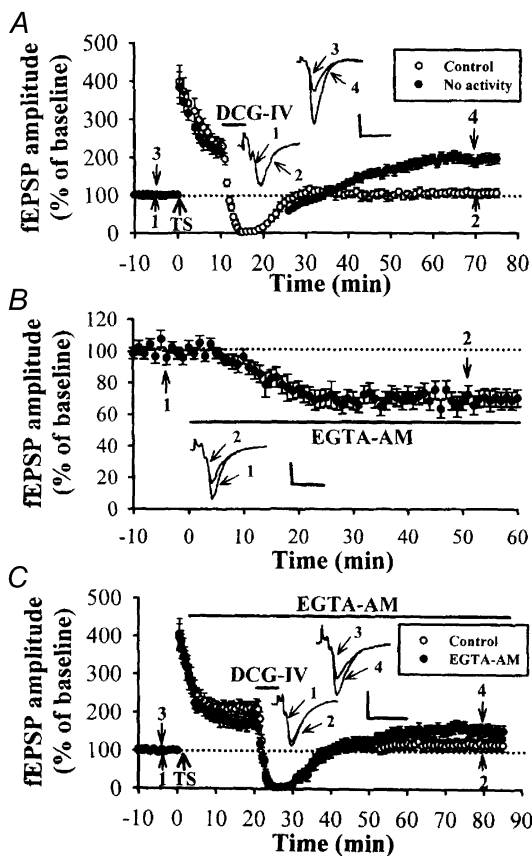 A
500
400
300
200
100
0
fEPSP amplitude
(% of baseline)
Control
No activity
DCG-IV
3
4
1
2
3
1
TS
4
2
-10 0 10 20 30 40 50 60 70 80
Time (min)
B
120
100
80
60
40
20
0
fEPSP amplitude
(% of baseline)
1
2
EGTA-AM
2
1
-10 0 10 20 30 40 50 60
Time (min)
C
500
400
300
200
100
0
fEPSP amplitude
(% of baseline)
EGTA-AM
Control
EGTA-AM
DCG-IV
3
4
1
2
3
1
TS
4
2
-10 0 10 20 30 40 50 60 70 80 90
Time (min)